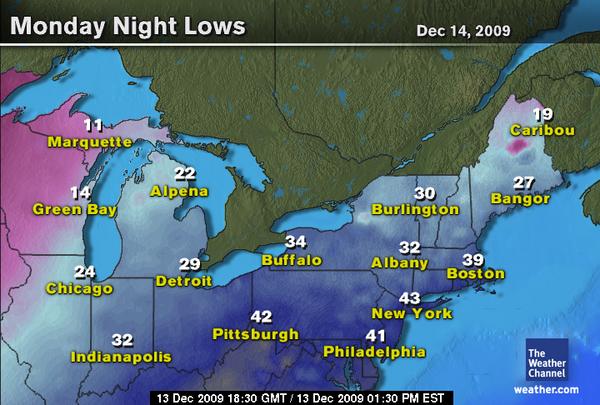 Monday Night Lows
Dec 14, 2009
11
Marquette
19
Caribou
22
Alpena
14
Green Bay
30
Burlington
27
Bangor
34
Buffalo
32
Albany
39
Boston
24
Chicago
29
Detroit
43
New York
42
Pittsburgh
41
Philadelphia
32
Indianapolis
The
Weather
Channel
weather.com
13 Dec 2009 18:30 GMT / 13 Dec 2009 01:30 PM EST